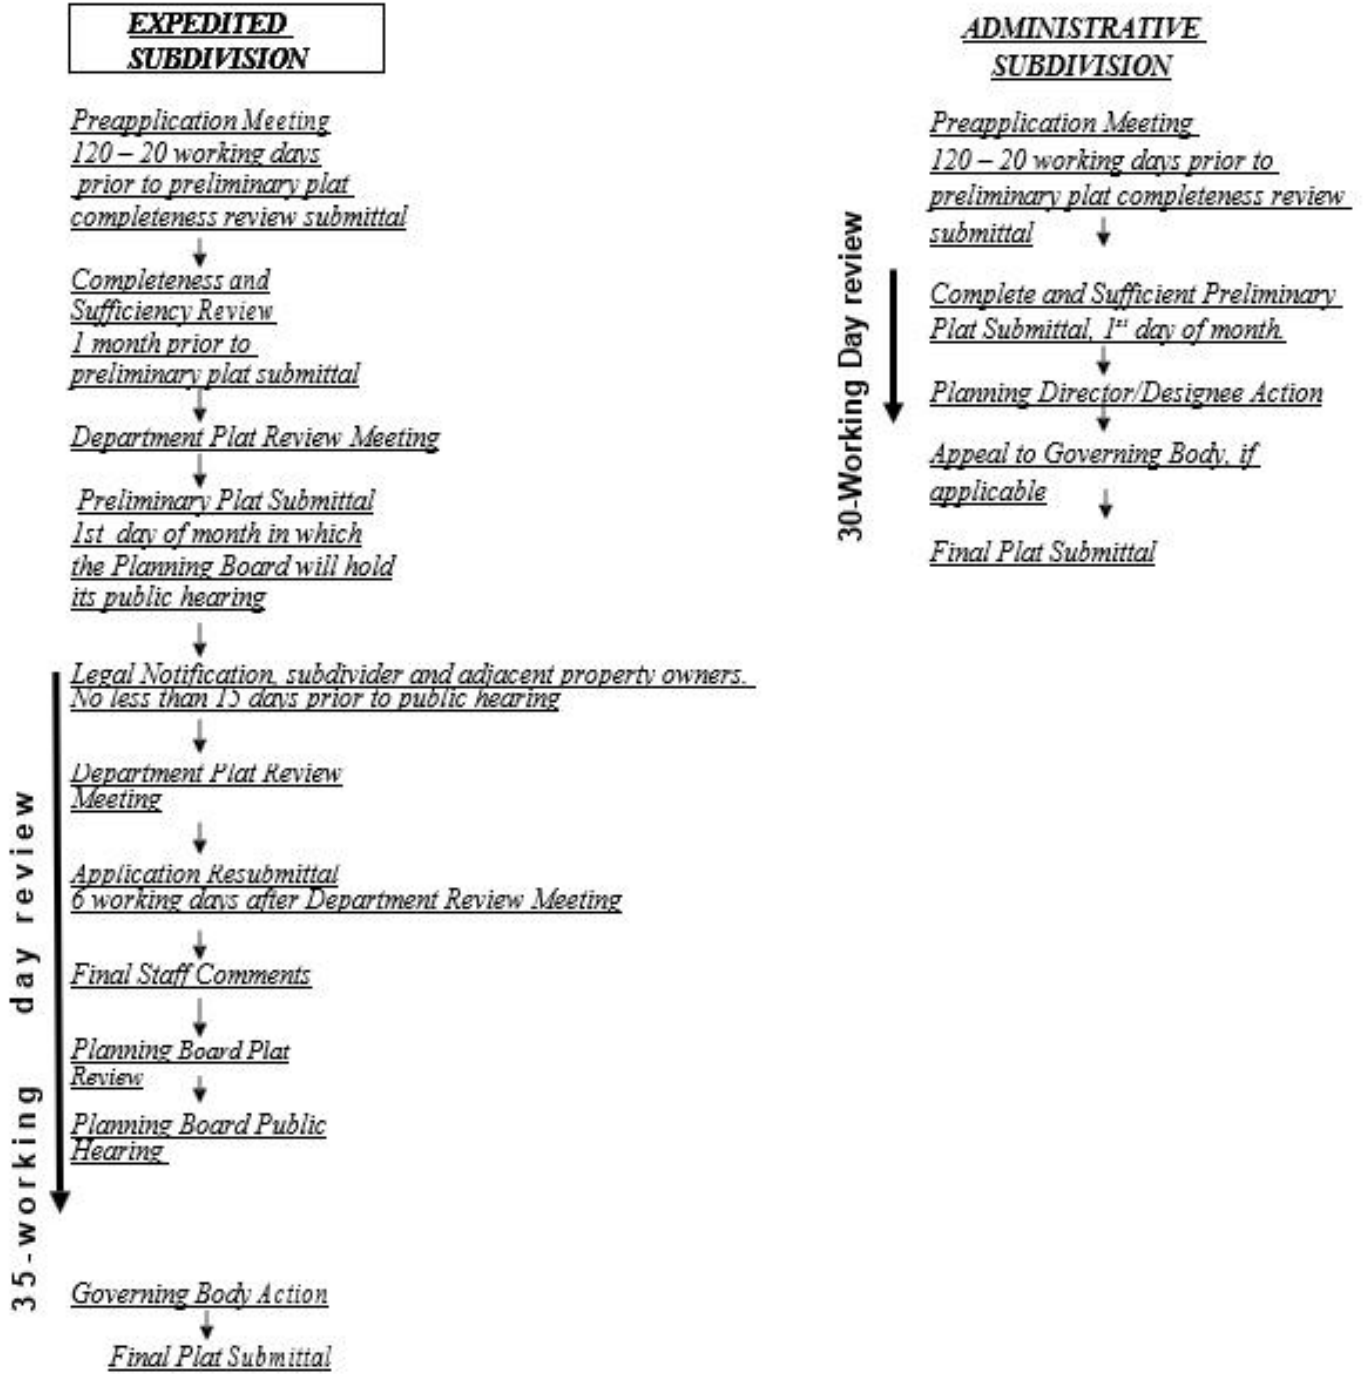 EXPEDITED
SUBDIVISION
Preapplication Meeting
120 – 20 working days
prior to preliminary plat
completeness review submittal
Completeness and
Sufficiency Review
1 month prior to
preliminary plat submittal
Department Plat Review Meeting
Preliminary Plat Submittal
1st day of month in which
the Planning Board will hold
its public hearing
Legal Notification, subdivider and adjacent property owners.
No less than 15 days prior to public hearing
Department Plat Review
Meeting
Application Resubmittal
6 working days after Department Review Meeting
Final Staff Comments
Planning Board Plat
Review
Planning Board Public
Hearing
Governing Body Action
Final Plat Submittal
35-working day review
ADMINISTRATIVE
SUBDIVISION
Preapplication Meeting
120 – 20 working days prior to
preliminary plat completeness review
submittal
Complete and Sufficient Preliminary
Plat Submittal, 1st day of month.
Planning Director/Designee Action
Appeal to Governing Body, if
applicable
Final Plat Submittal
30-Working Day review